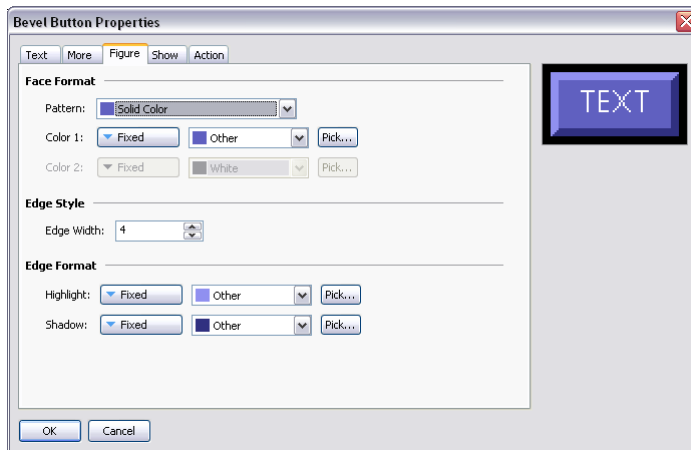 Bevel Button Properties
Text More Figure Show Action
Face Format
Pattern: Solid Color
Color 1: Fixed Other Pick...
Color 2: Fixed White Pick...
Edge Style
Edge Width: 4
Edge Format
Highlight: Fixed Other Pick...
Shadow: Fixed Other Pick...
OK Cancel
TEXT